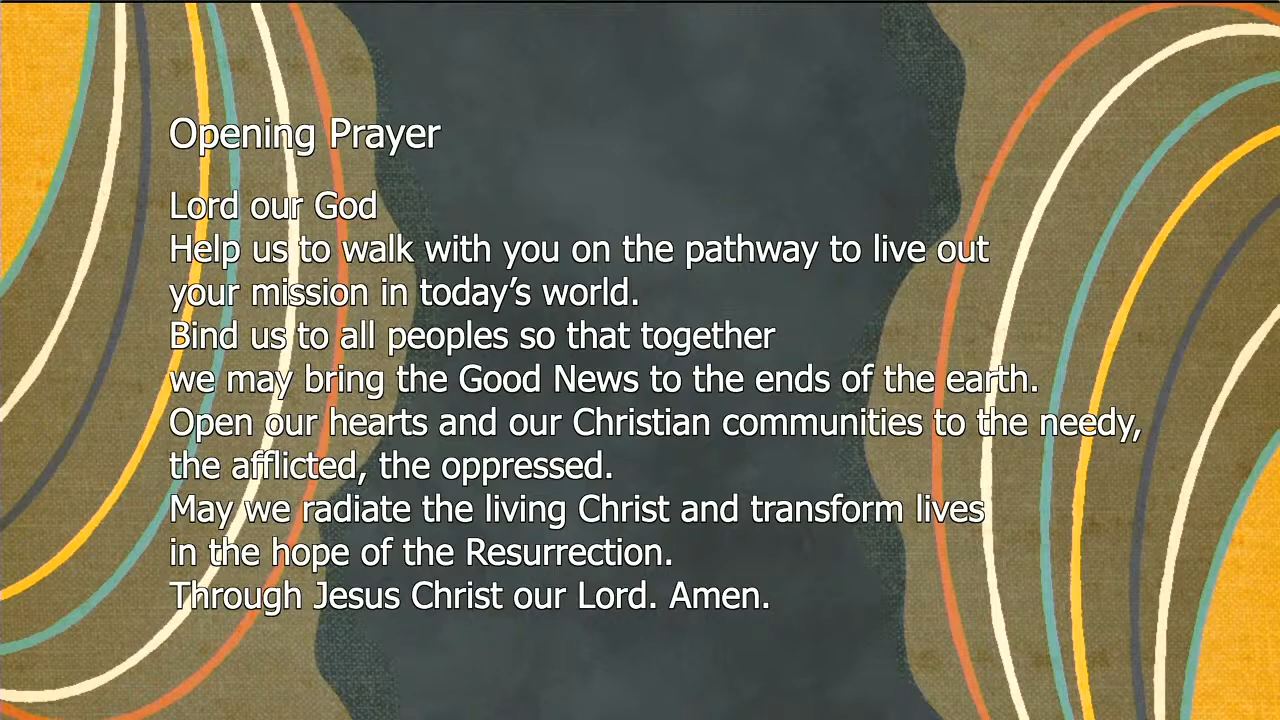 Opening Prayer
Lord our God
Help us to walk with you on the pathway to live out
your mission in today’s world.
Bind us to all peoples so that together
we may bring the Good News to the ends of the earth.
Open our hearts and our Christian communities to the needy,
the afflicted, the oppressed.
May we radiate the living Christ and transform lives
in the hope of the Resurrection.
Through Jesus Christ our Lord. Amen.